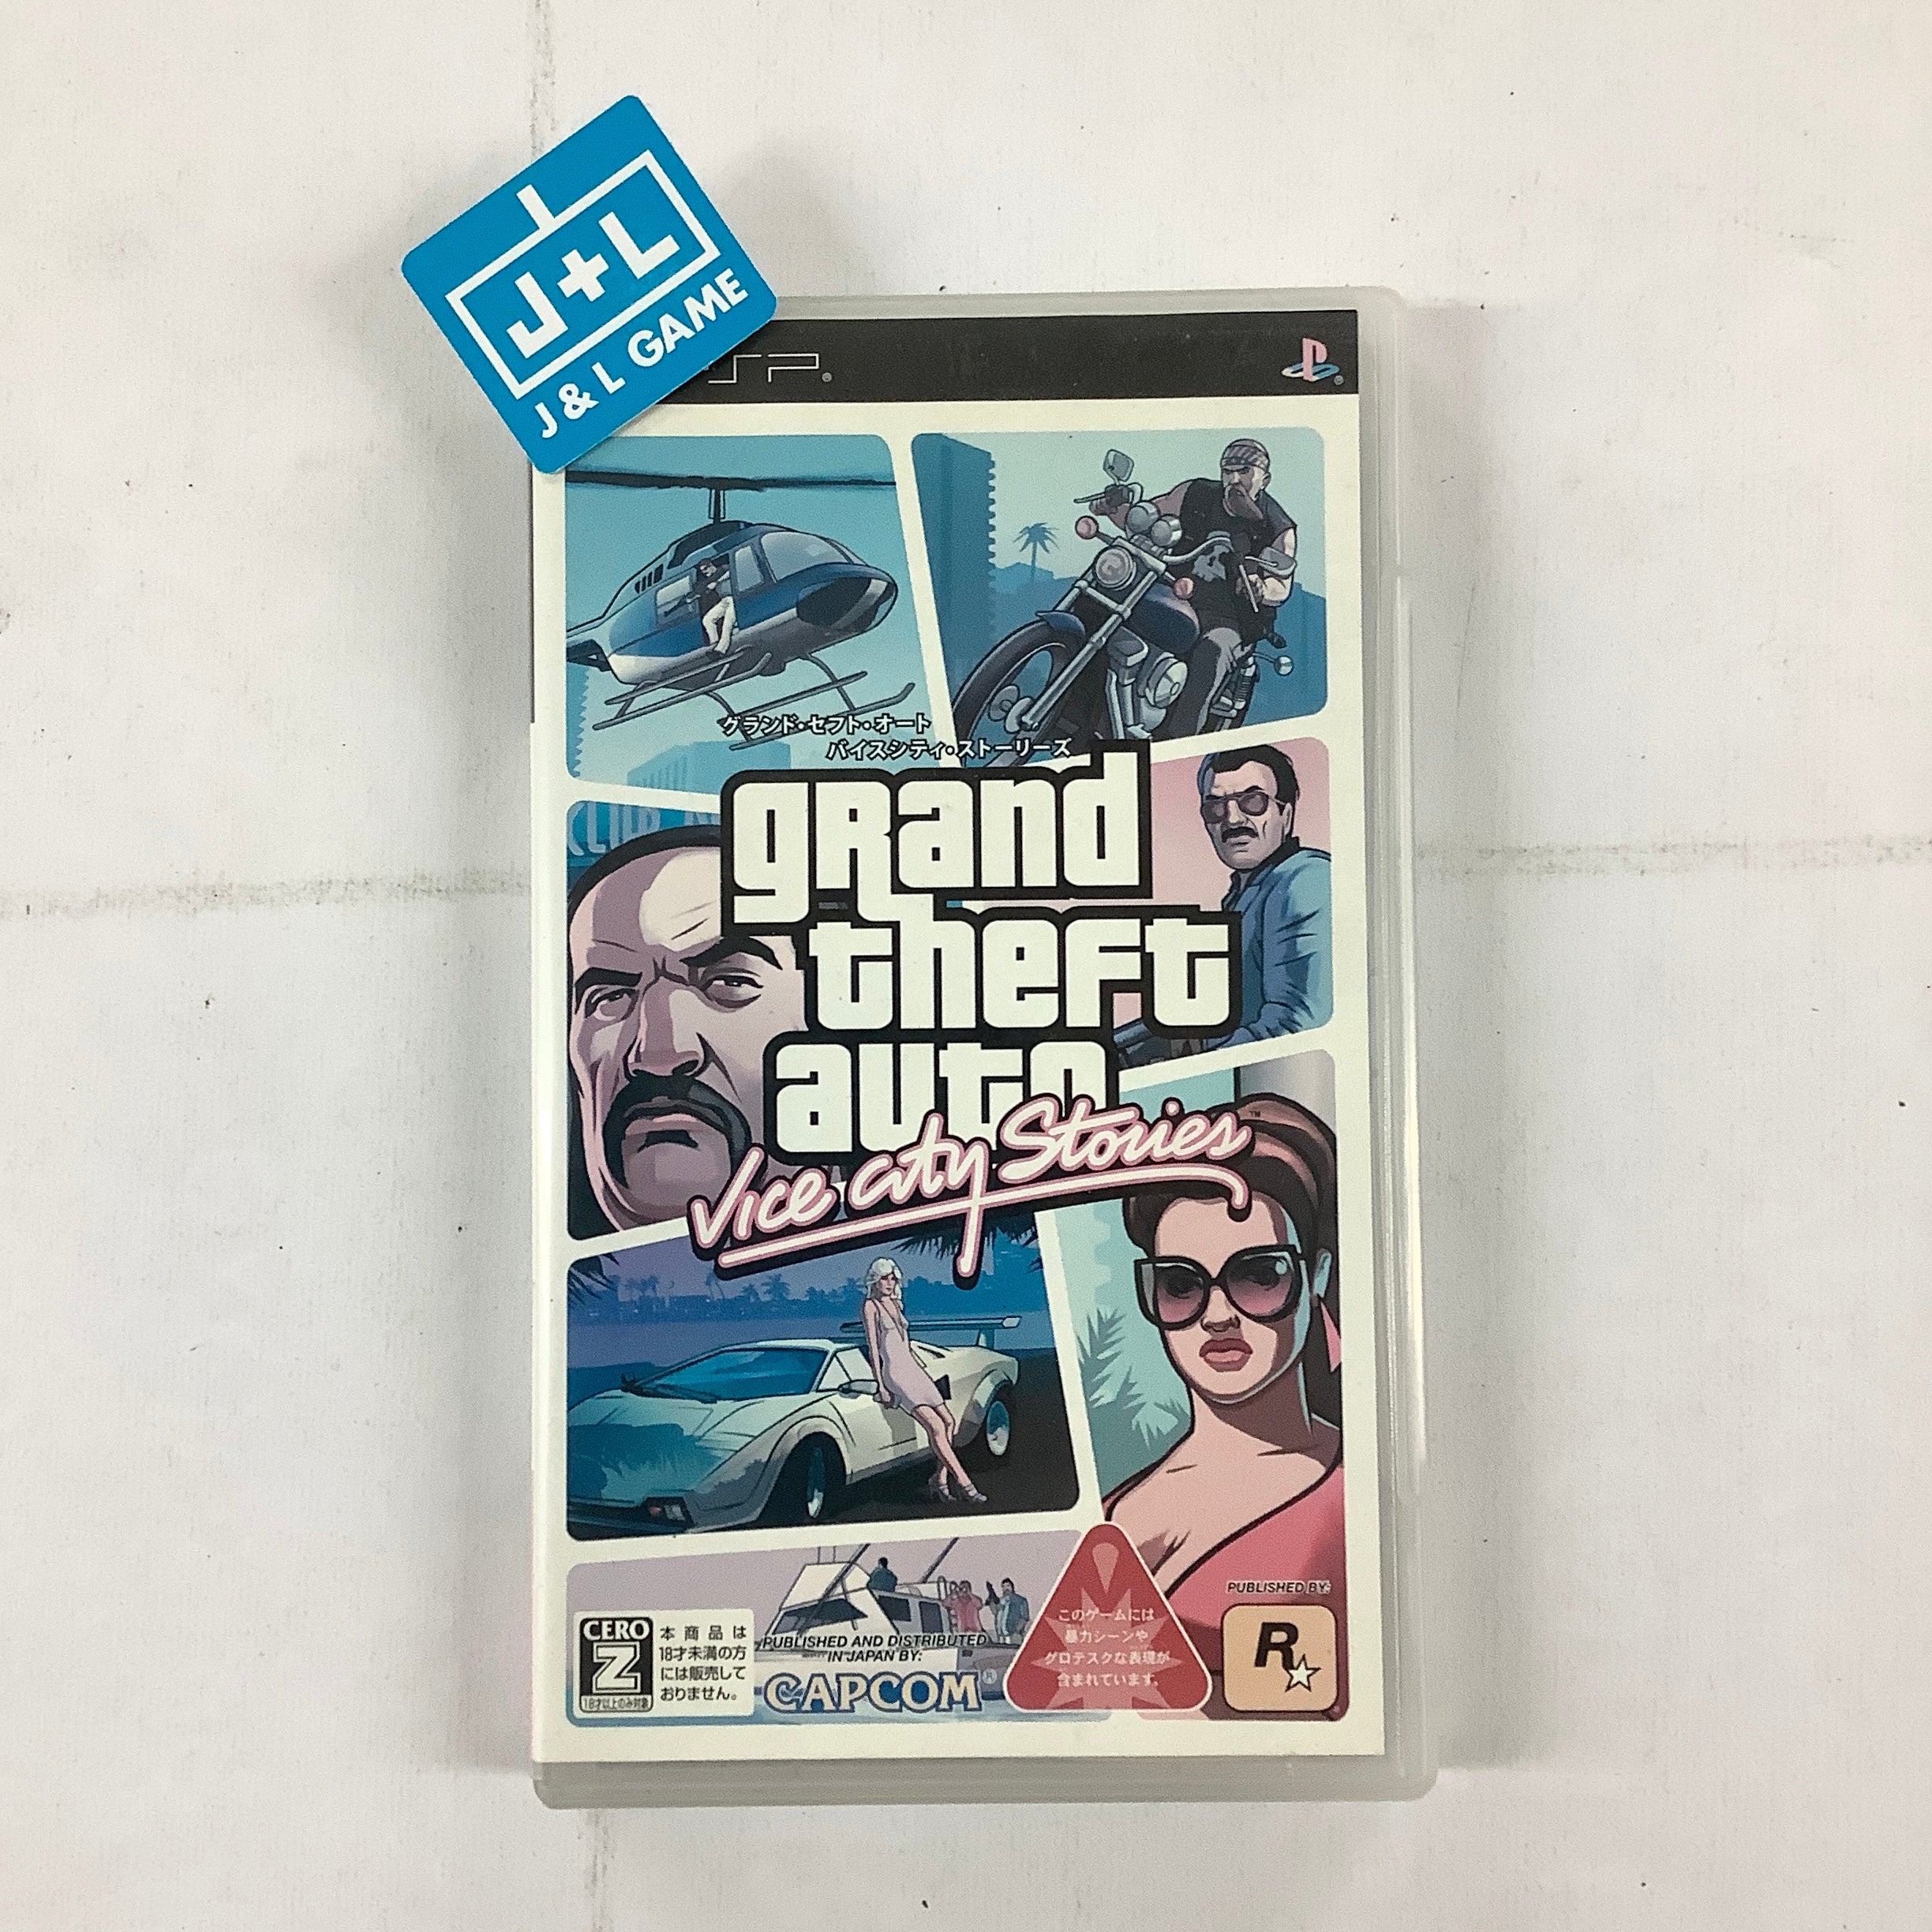 J+L
J & L GAME
PSP®
グランド・セフト・オート
バイスシティ・ストーリーズ
grand
theft
auto
Vice City Stories™
CERO
Z
18才以上のみ対象
本商品は
18才未満の方
には販売して
おりません。
PUBLISHED AND DISTRIBUTED
IN JAPAN BY:
CAPCOM®
このゲームには
暴力シーンや
グロテスクな表現が
含まれています。
PUBLISHED BY:
R